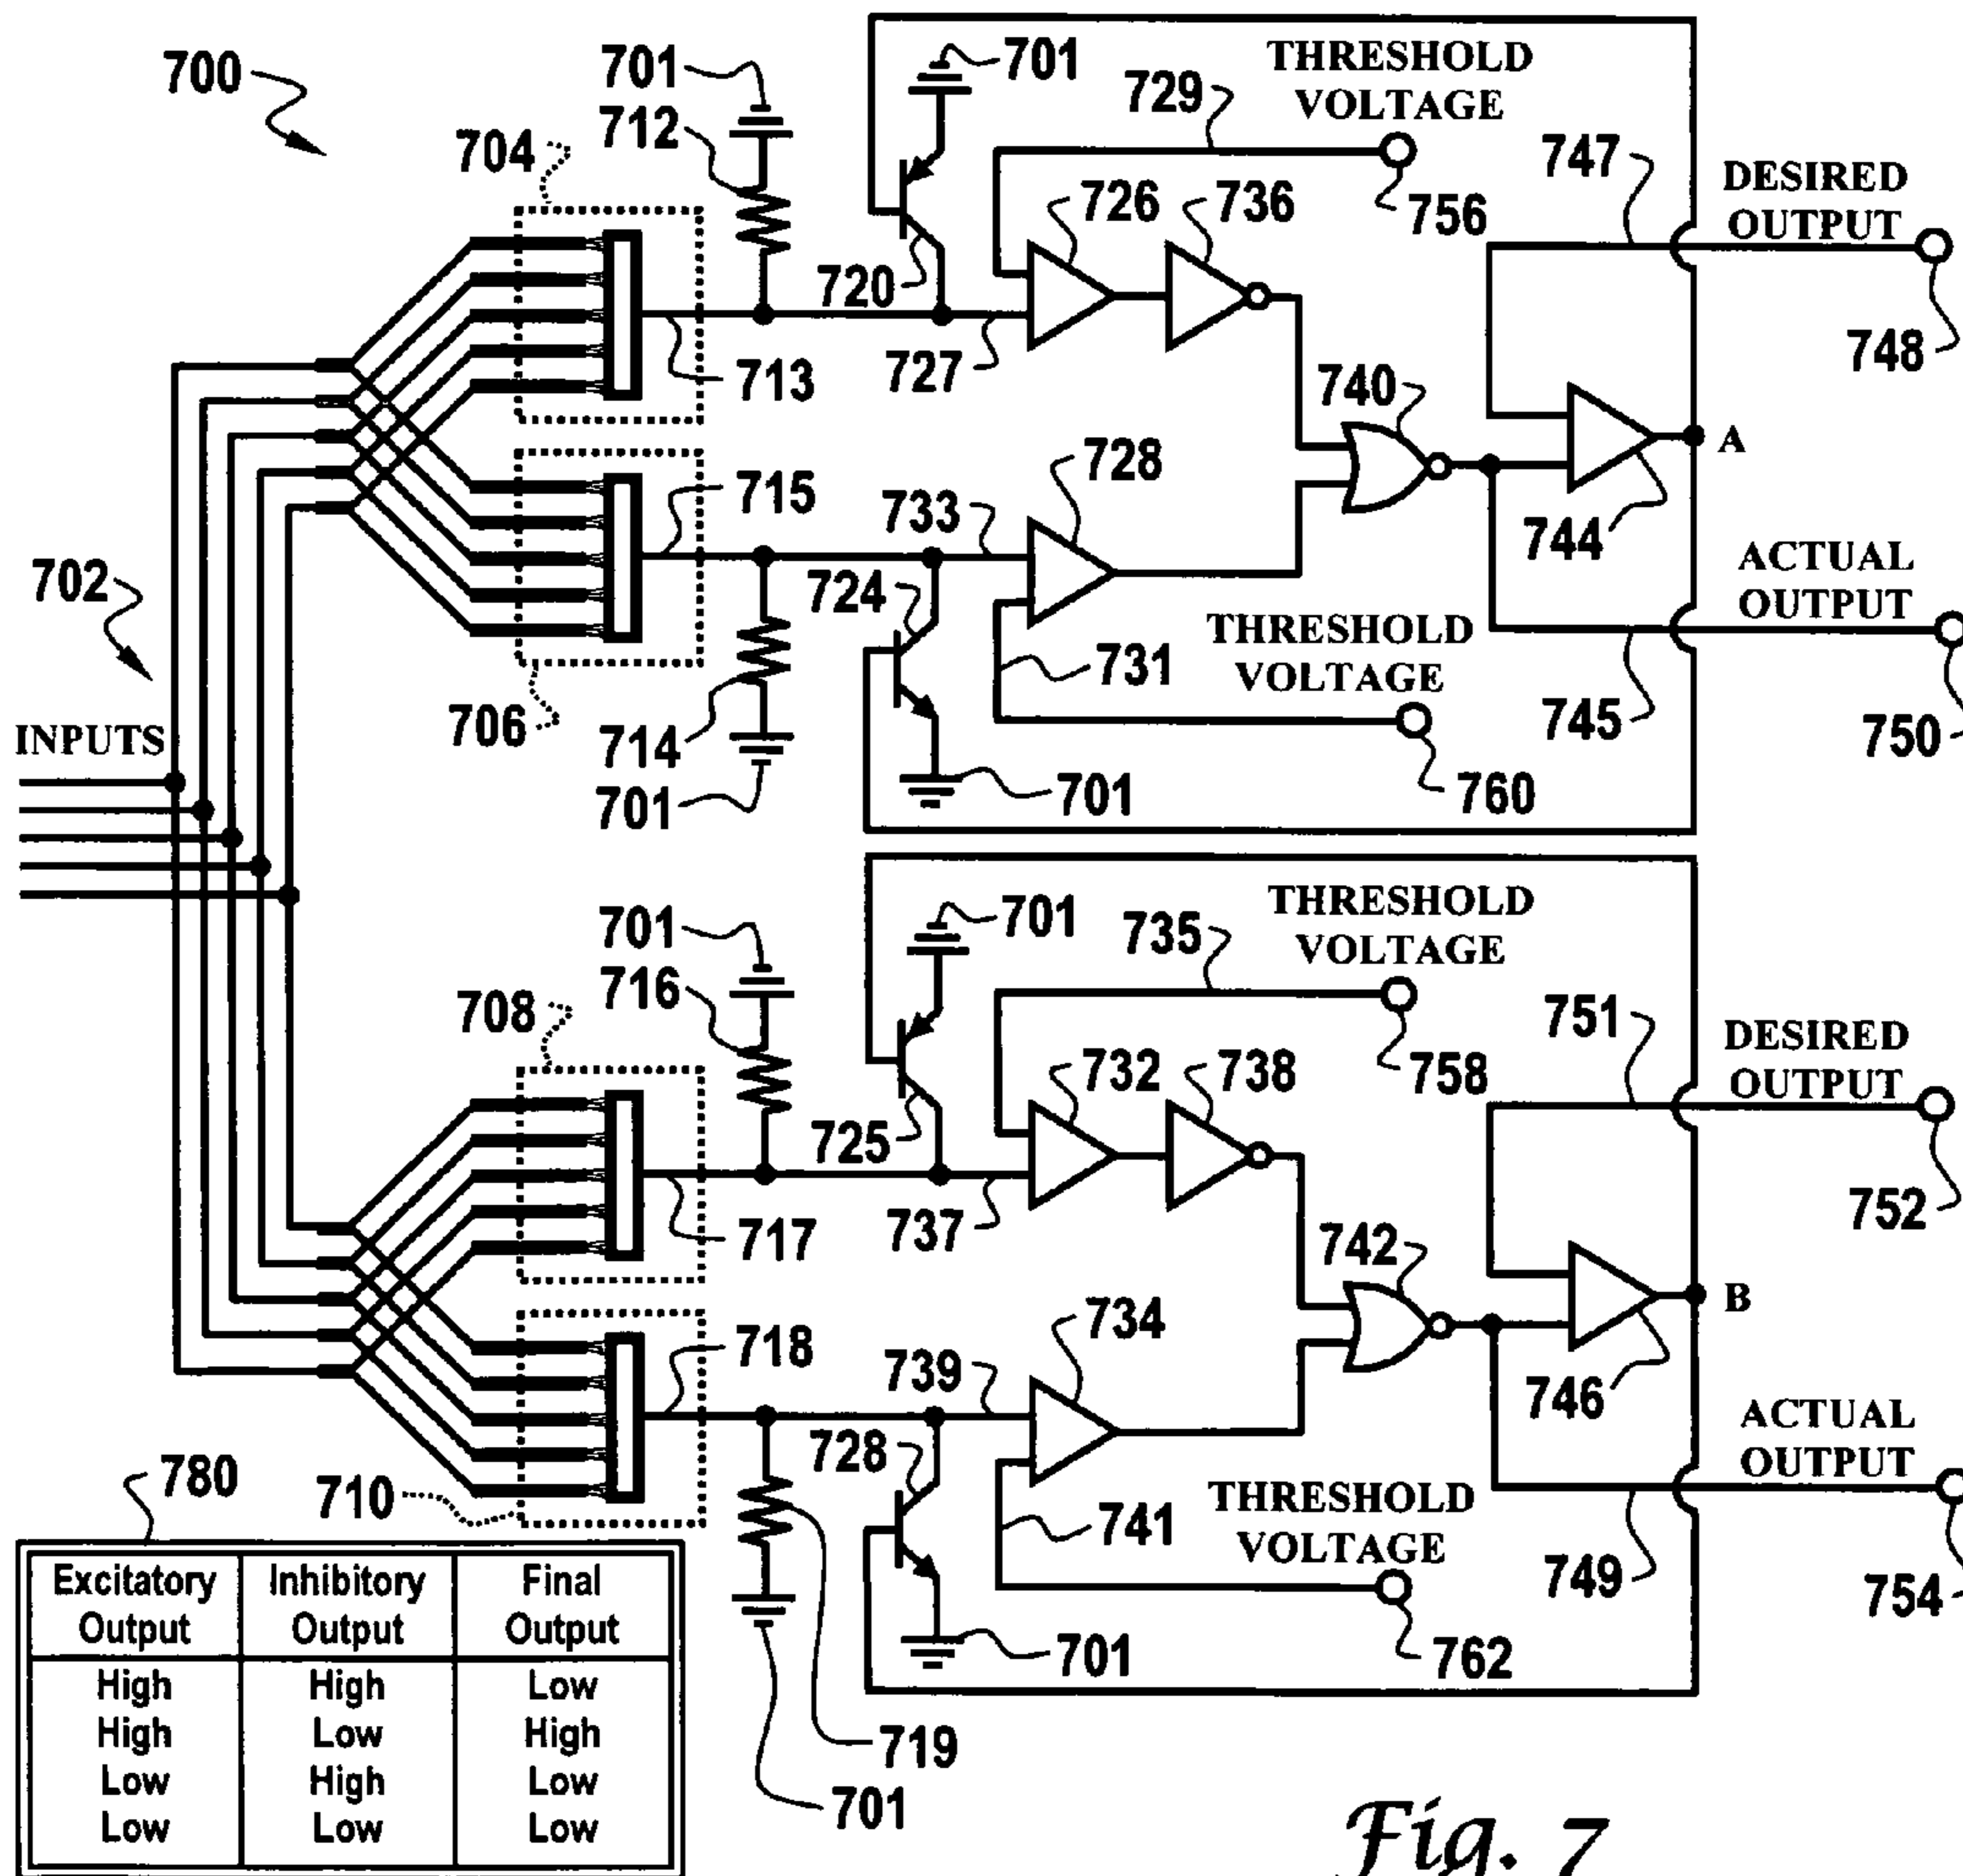 700
701
712
704
701
729
THRESHOLD
VOLTAGE
747
DESIRED
OUTPUT
726
736
756
720
748
713
727
740
A
715
728
733
744
702
724
ACTUAL
OUTPUT
THRESHOLD
VOLTAGE
731
745
706
714
INPUTS
750
701
701
760
701
735
THRESHOLD
VOLTAGE
716
708
751
DESIRED
OUTPUT
732
738
758
725
752
717
737
742
B
718
734
739
746
780
728
ACTUAL
OUTPUT
710
THRESHOLD
VOLTAGE
741
749
754
701
762
Excitatory Output Inhibitory Output Final Output
High High Low
High Low High
Low High Low
Low Low Low
719
701
Fig. 7